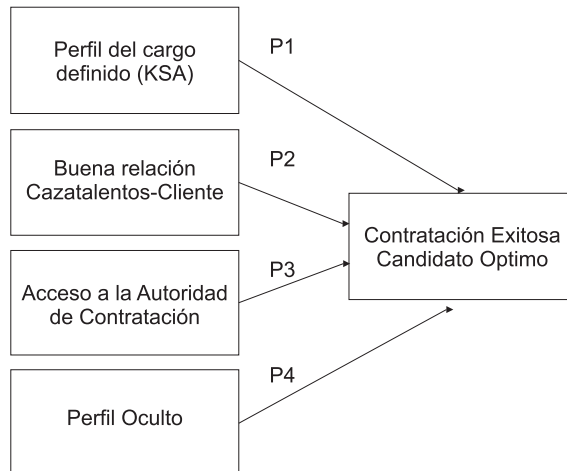 Perfil del cargo
definido (KSA)
P1
Buena relación
Cazatalentos-Cliente
P2
Acceso a la Autoridad
de Contratación
P3
Perfil Oculto
P4
Contratación Exitosa
Candidato Optimo